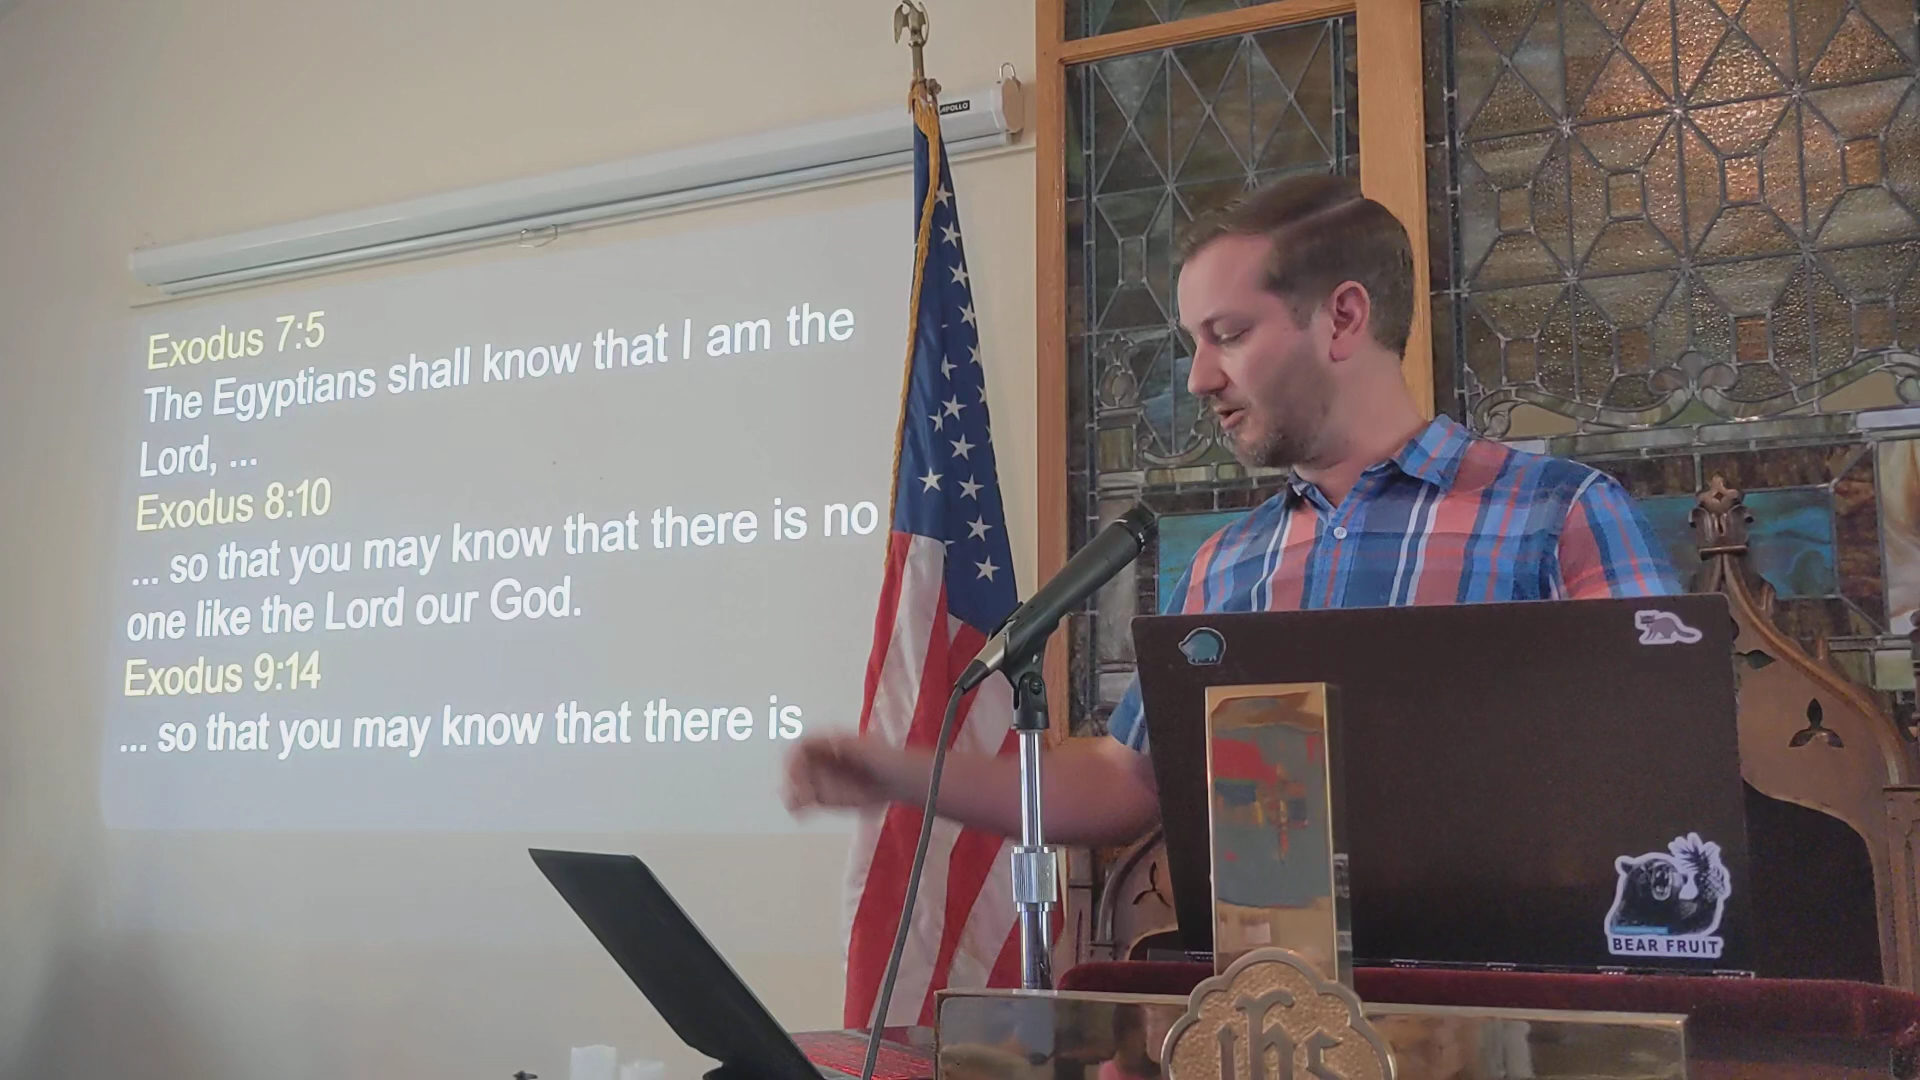 APOLLO
Exodus 7:5
The Egyptians shall know that I am the
Lord, ...
Exodus 8:10
... so that you may know that there is no
one like the Lord our God.
Exodus 9:14
... so that you may know that there is
BEAR FRUIT
ihs